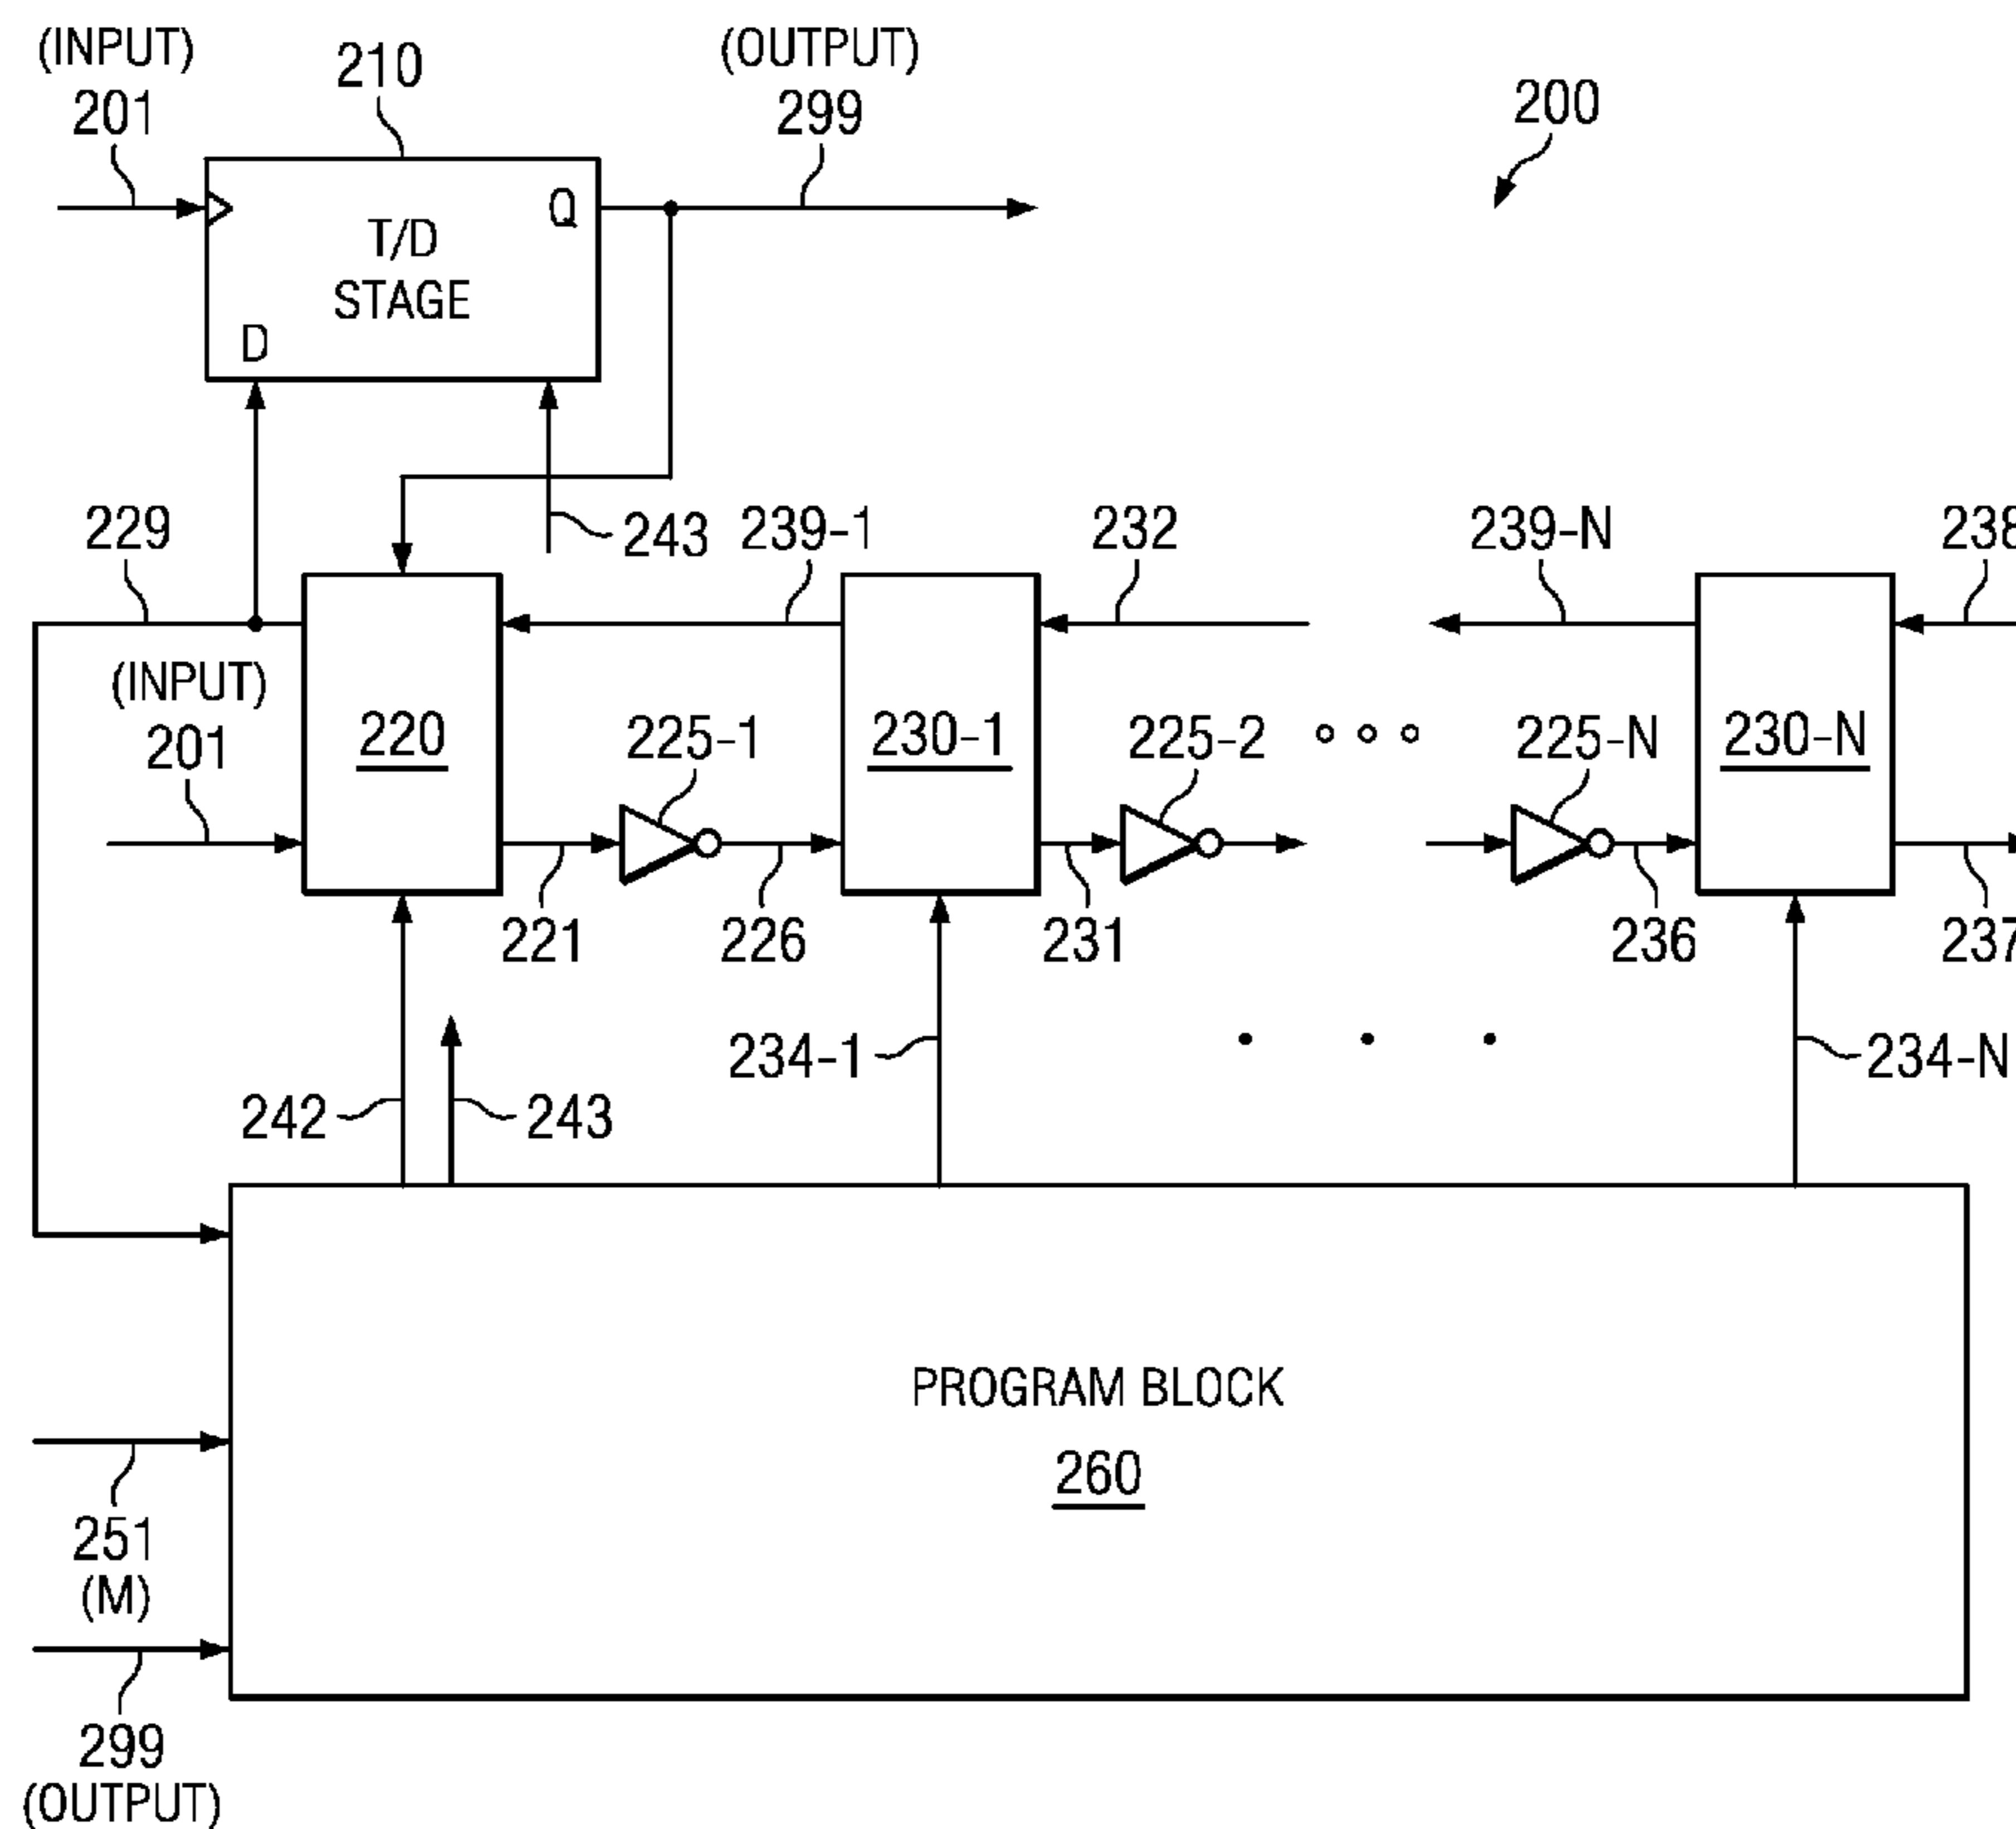 (INPUT)
201
210
(OUTPUT)
299
200
Q
T/D
STAGE
D
229
243
239-1
232
239-N
238
(INPUT)
201
220
225-1
230-1
225-2
225-N
230-N
221
226
231
236
237
242
243
234-1
234-N
PROGRAM BLOCK
260
251
(M)
299
(OUTPUT)